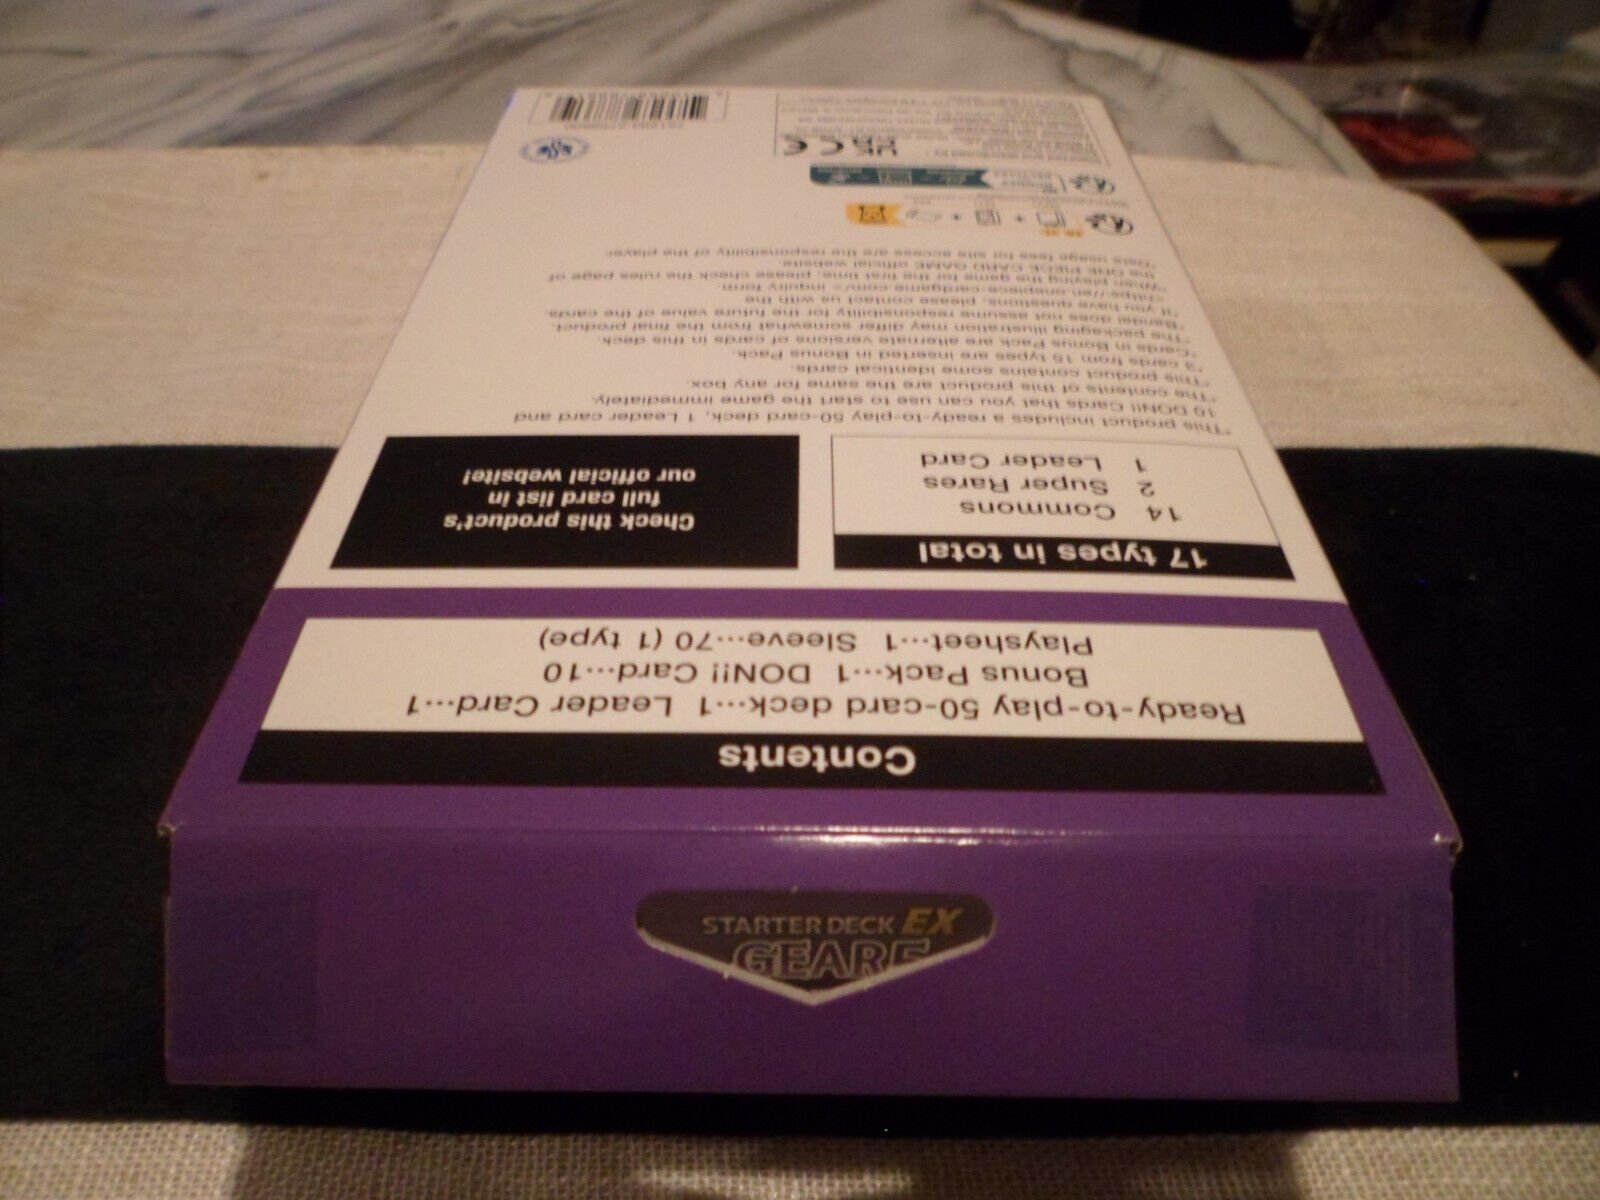 STARTER DECK EX
GEAR5
Contents
Ready-to-play 50-card deck···1 Leader Card···1
Bonus Pack···1 DON!! Card···10
Playsheet···1 Sleeve···70 (1 type)
17 types in total
14 Commons
2 Super Rares
1 Leader Card
Check this product's
full card list in
our official website!
*This product includes a ready-to-play 50-card deck, 1 Leader card and
10 DON!! Cards that you can use to start the game immediately.
*The contents of this product are the same for any box.
*This product contains some identical cards.
*3 cards from 15 types are inserted in Bonus Pack.
*Cards in Bonus Pack are alternate versions of cards in this deck.
*The packaging illustration may differ somewhat from the final product.
*Bandai does not assume responsibility for the future value of the cards.
*If you have questions, please contact us with the
<https://en.onepiece-cardgame.com/> inquiry form.
*When playing the game for the first time, please check the rules page of
the ONE PIECE CARD GAME official website.
*Data usage fees for site access are the responsibility of the player.
UK
CA
CE